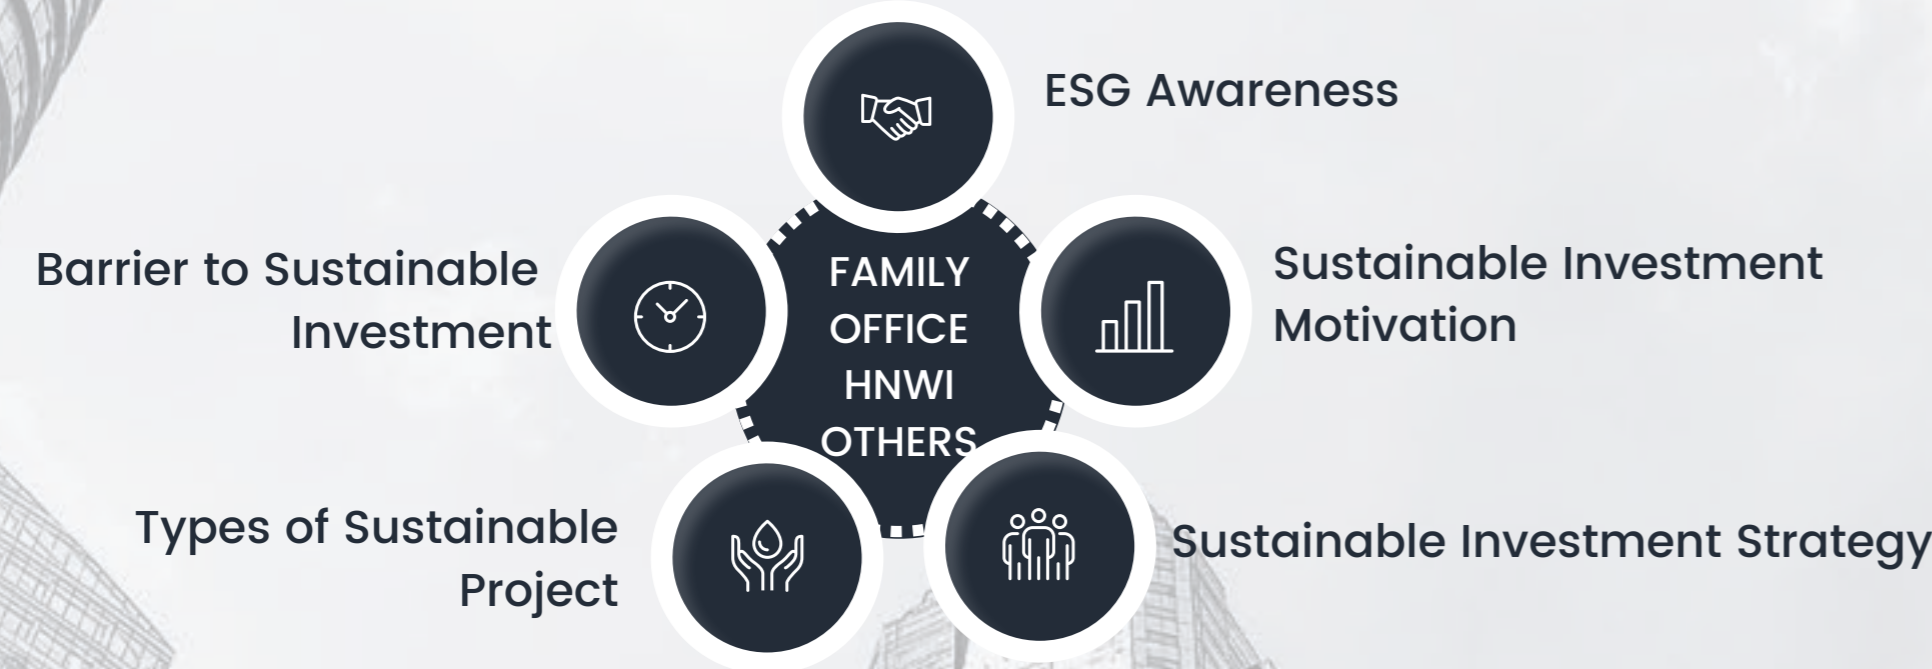 ESG Awareness
Sustainable Investment
Motivation
Sustainable Investment Strategy
Types of Sustainable
Project
Barrier to Sustainable
Investment
FAMILY
OFFICE
HNWI
OTHERS